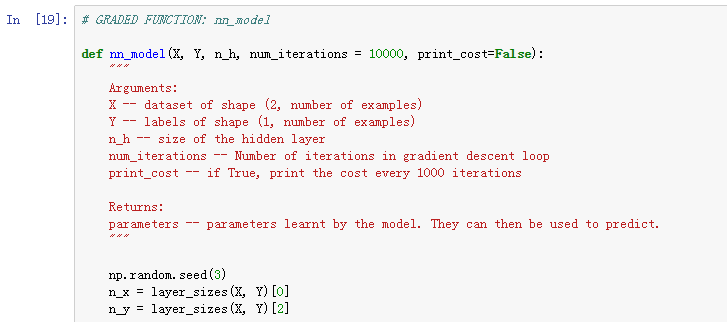 In [19]: # GRADED FUNCTION: nn_model
def nn_model(X, Y, n_h, num_iterations = 10000, print_cost=False):
"""
Arguments:
X -- dataset of shape (2, number of examples)
Y -- labels of shape (1, number of examples)
n_h -- size of the hidden layer
num_iterations -- Number of iterations in gradient descent loop
print_cost -- if True, print the cost every 1000 iterations
Returns:
parameters -- parameters learnt by the model. They can then be used to predict.
"""
np.random.seed(3)
n_x = layer_sizes(X, Y)[0]
n_y = layer_sizes(X, Y)[2]